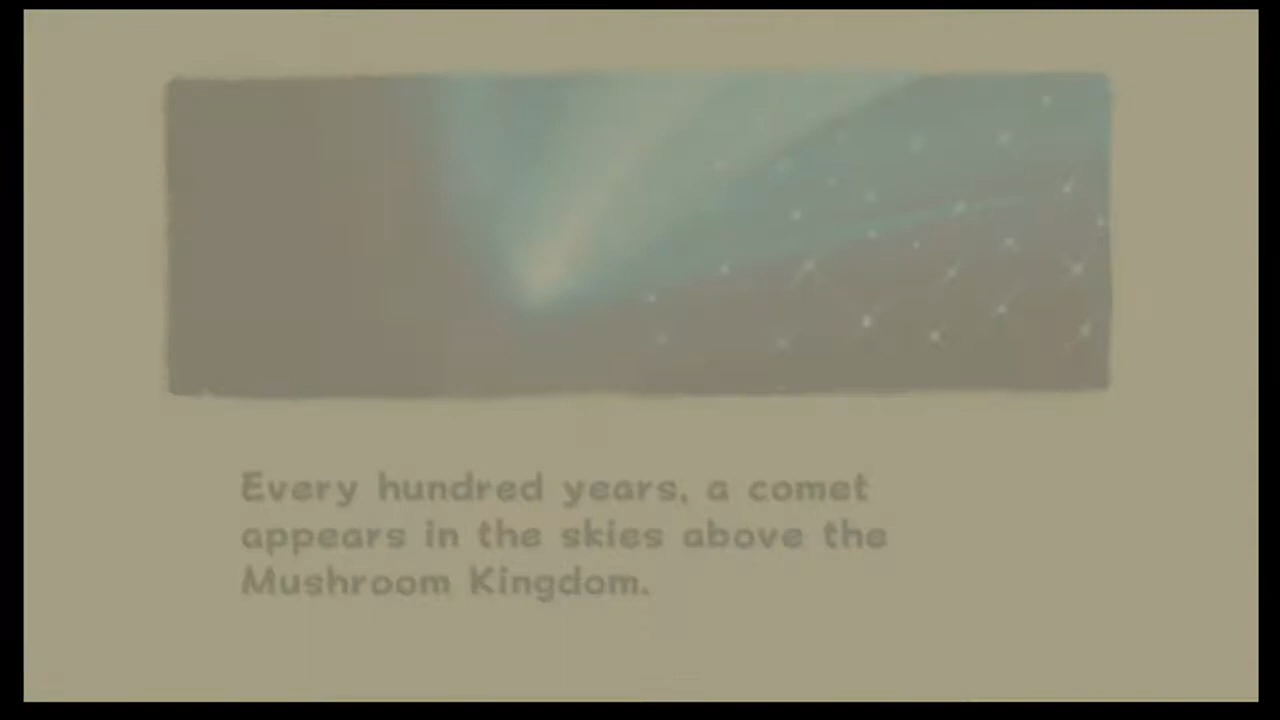 Every hundred years, a comet
appears in the skies above the
Mushroom Kingdom.